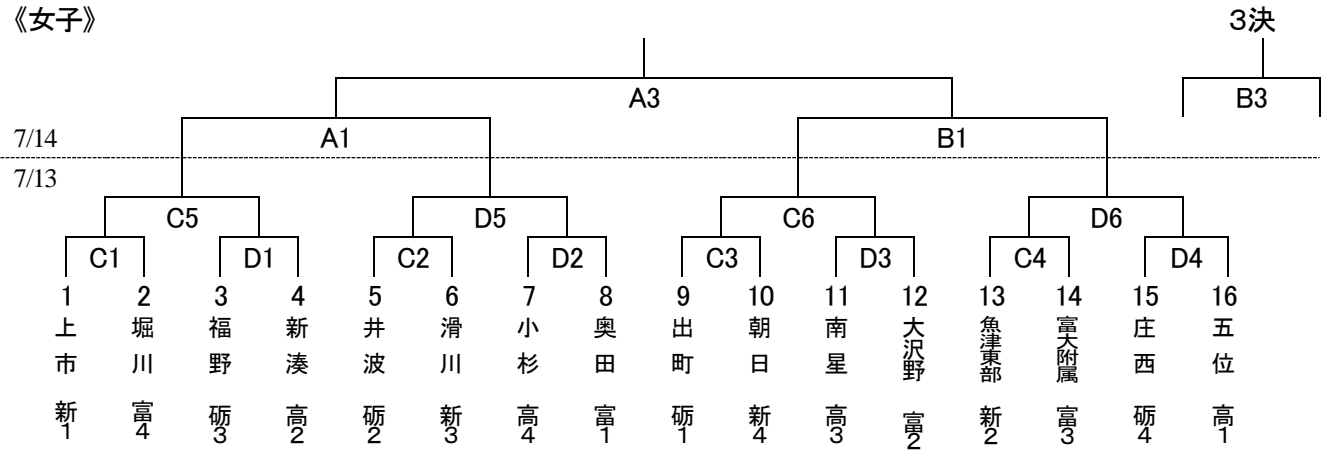 《女子》
3決
A3
B3
7/14
A1
B1
7/13
C5
D5
C6
D6
C1
D1
C2
D2
C3
D3
C4
D4
1 2 3 4 5 6 7 8 9 10 11 12 13 14 15 16
上市
堀川
福野
新湊
井波
滑川
小杉
奥田
出町
朝日
南星
大沢野
魚津東部
富大附属
庄西
五位
新1
富4
砺3
高2
砺2
新3
高4
富1
砺1
新4
高3
富2
新2
富3
砺4
高1